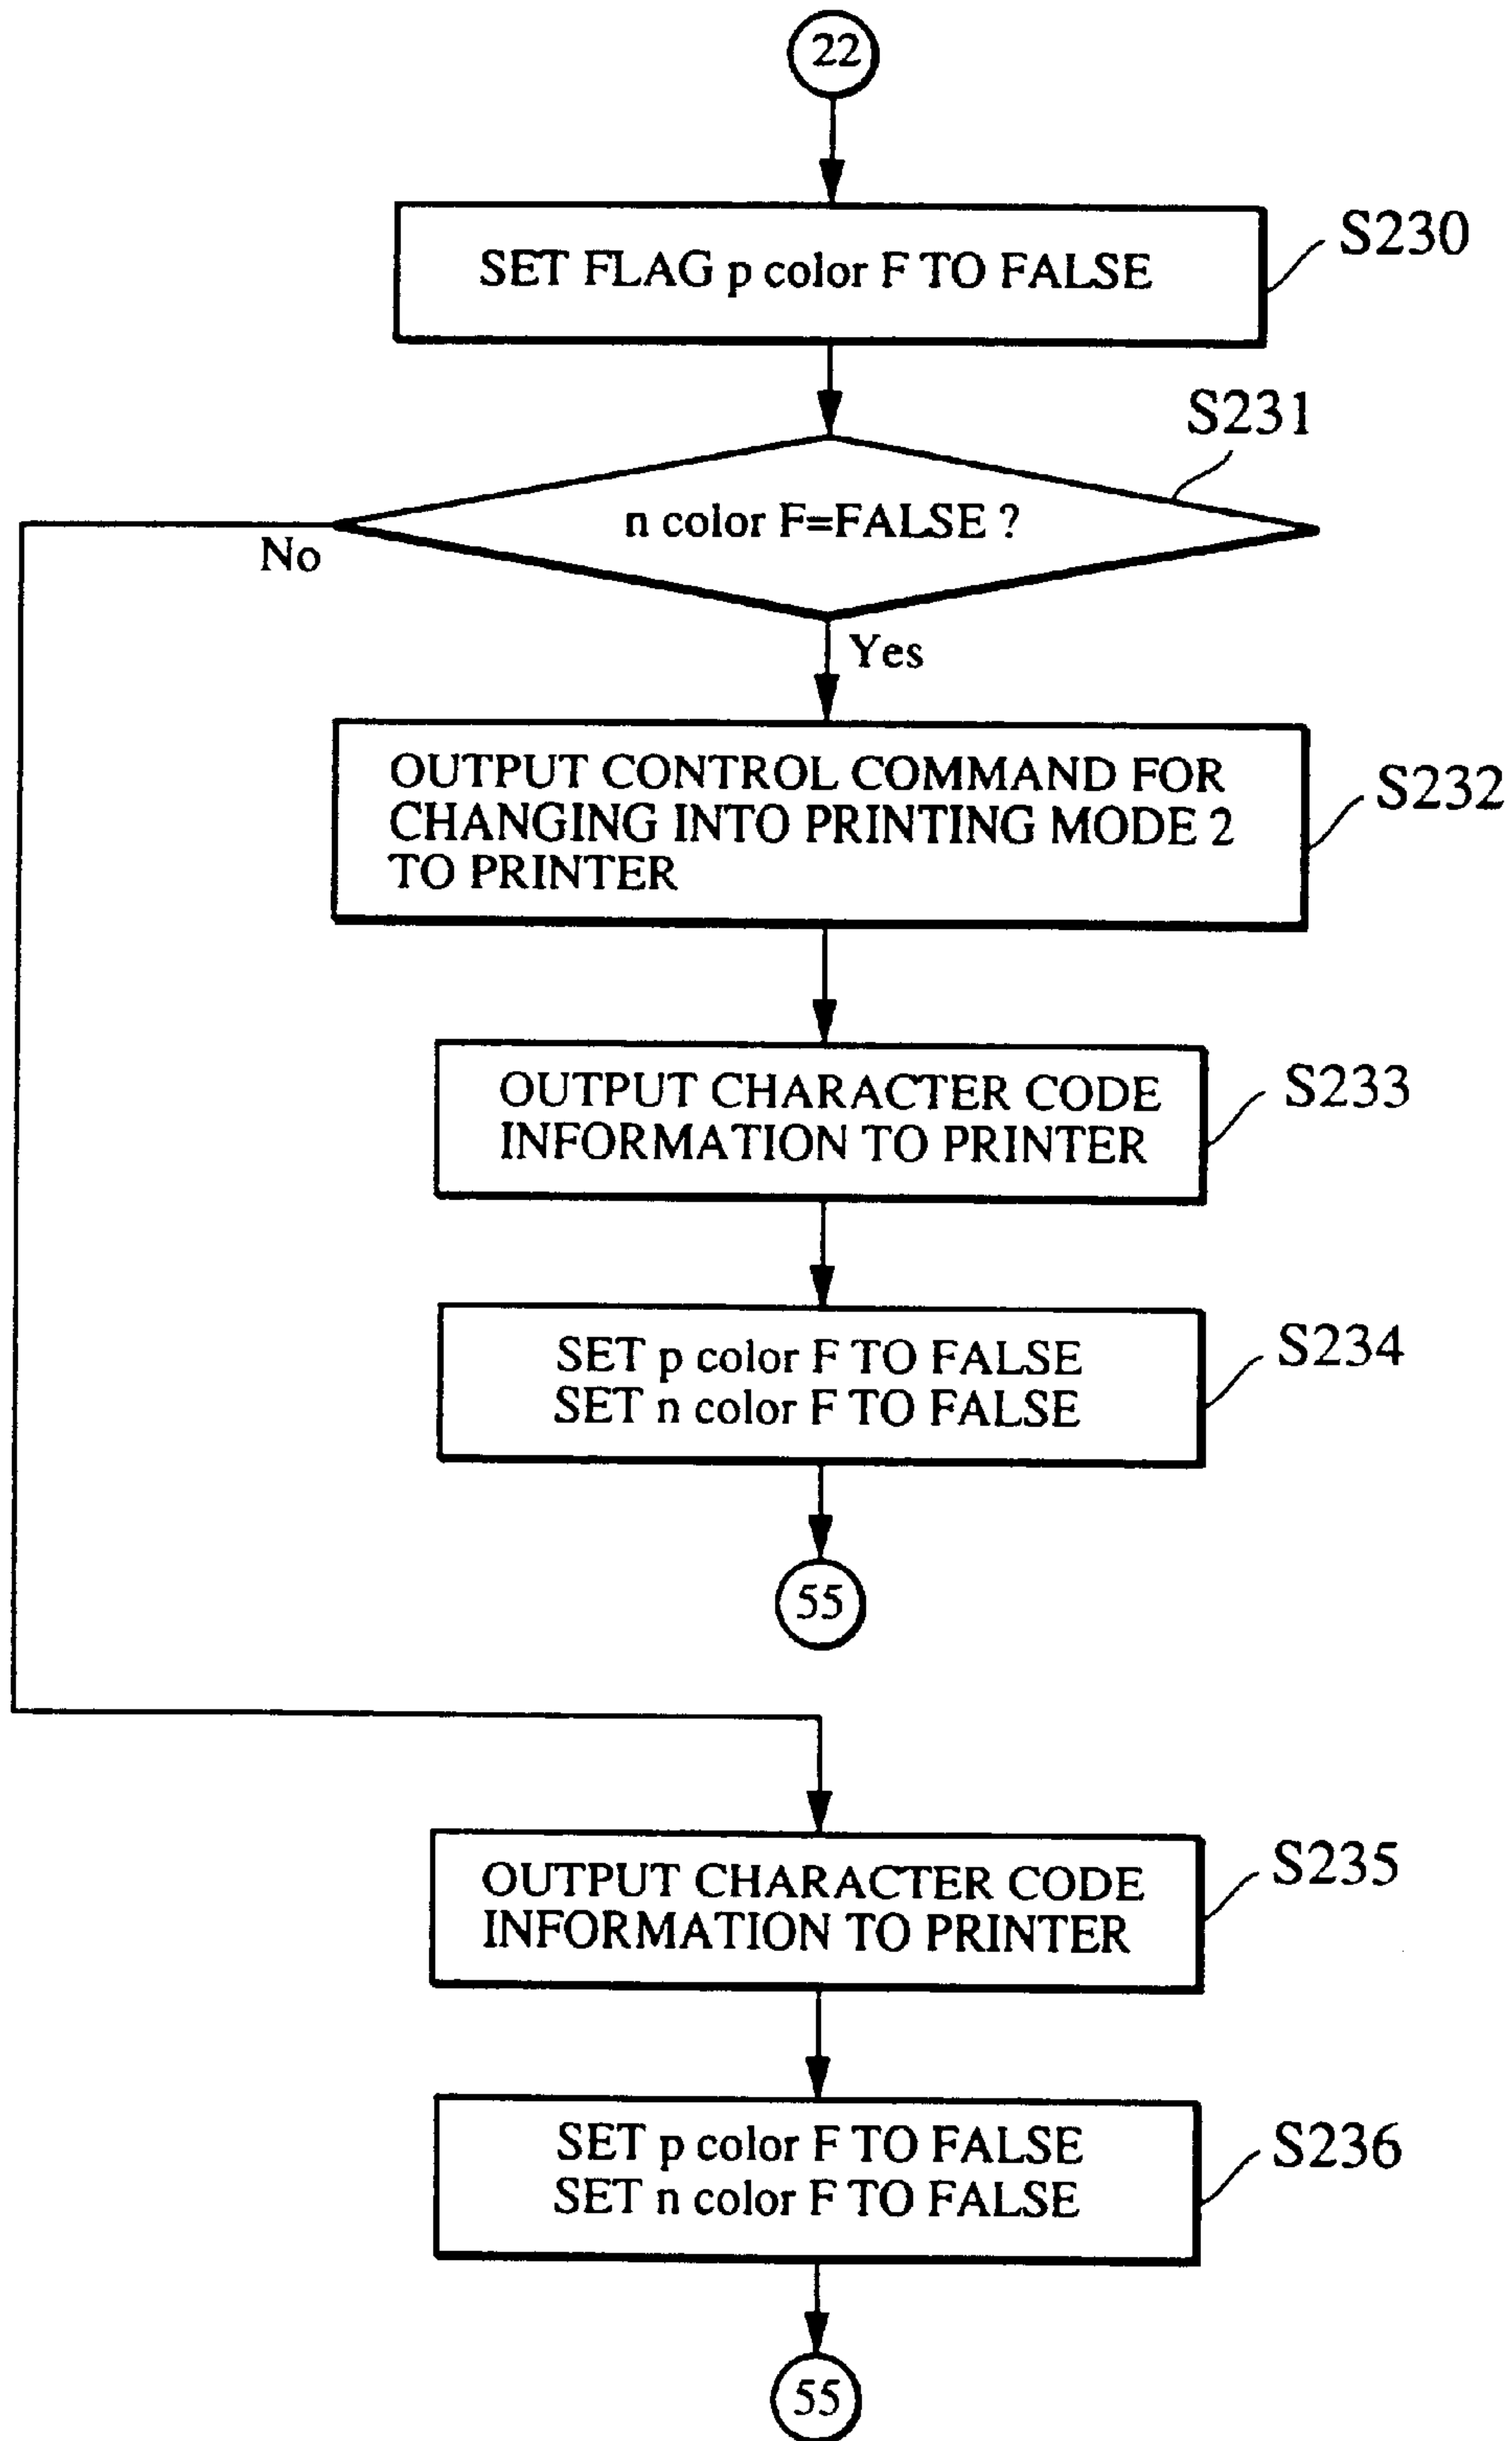 22
SET FLAG p color F TO FALSE
S230
S231
n color F=FALSE ?
No
Yes
OUTPUT CONTROL COMMAND FOR
CHANGING INTO PRINTING MODE 2
TO PRINTER
S232
OUTPUT CHARACTER CODE
INFORMATION TO PRINTER
S233
SET p color F TO FALSE
SET n color F TO FALSE
S234
55
OUTPUT CHARACTER CODE
INFORMATION TO PRINTER
S235
SET p color F TO FALSE
SET n color F TO FALSE
S236
55